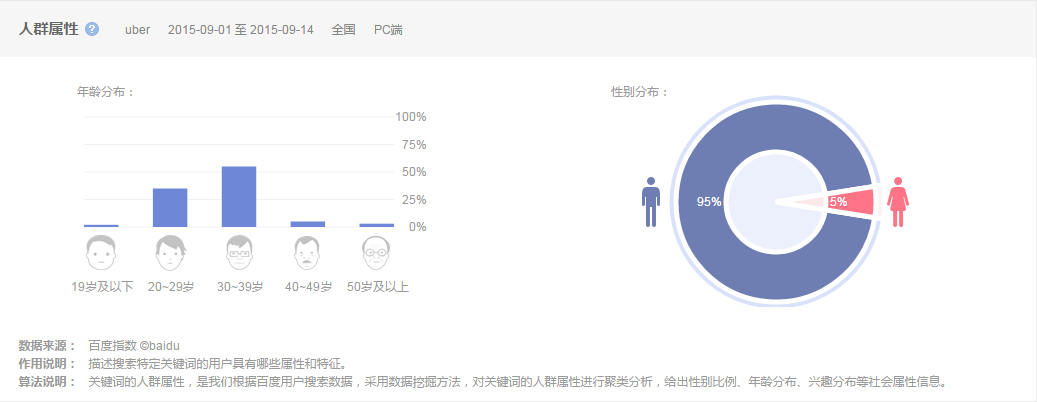 人群属性 ? uber 2015-09-01 至 2015-09-14 全国 PC端
年龄分布：
性别分布：
100%
75%
50%
25%
0%
19岁及以下 20~29岁 30~39岁 40~49岁 50岁及以上
95% 5%
数据来源： 百度指数 ©baidu
作用说明： 描述搜索特定关键词的用户具有哪些属性和特征。
算法说明： 关键词的人群属性，是我们根据百度用户搜索数据，采用数据挖掘方法，对关键词的人群属性进行聚类分析，给出性别比例、年龄分布、兴趣分布等社会属性信息。